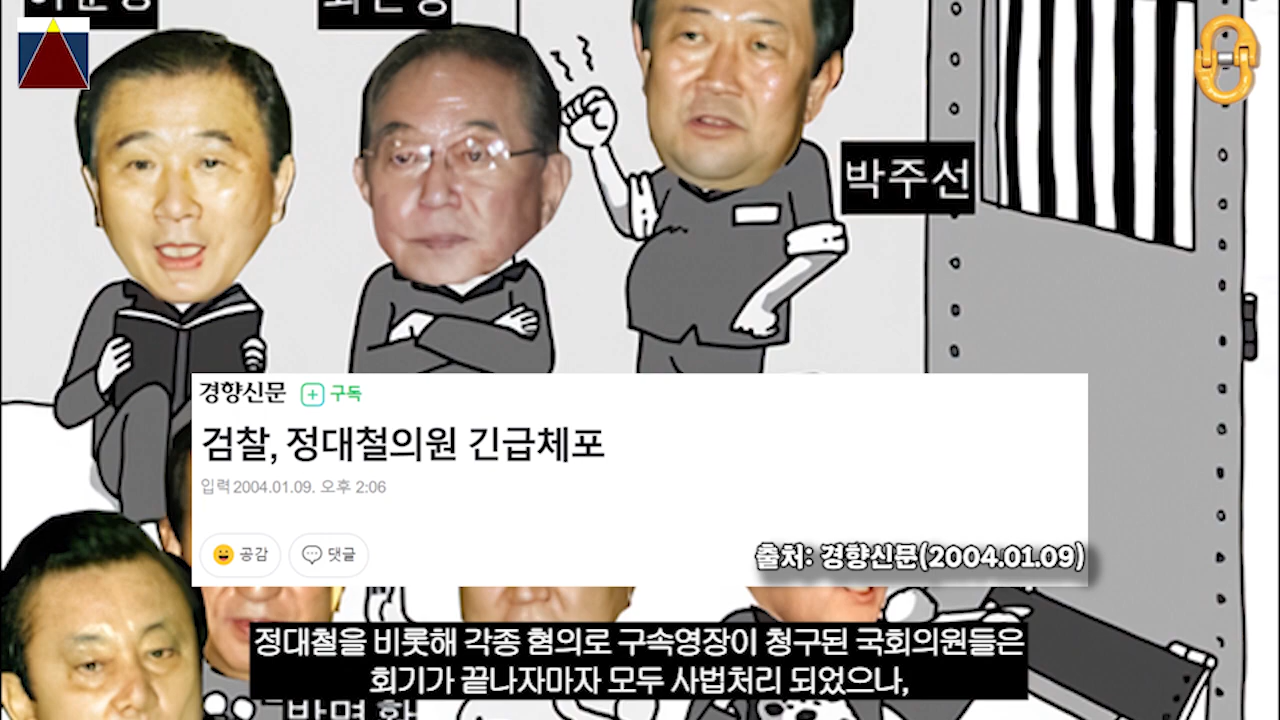 박주선
경향신문 구독
검찰, 정대철의원 긴급체포
입력 2004.01.09. 오후 2:06
공감 댓글
출처: 경향신문(2004.01.09)
정대철을 비롯해 각종 혐의로 구속영장이 청구된 국회의원들은
회기가 끝나자마자 모두 사법처리 되었으나,